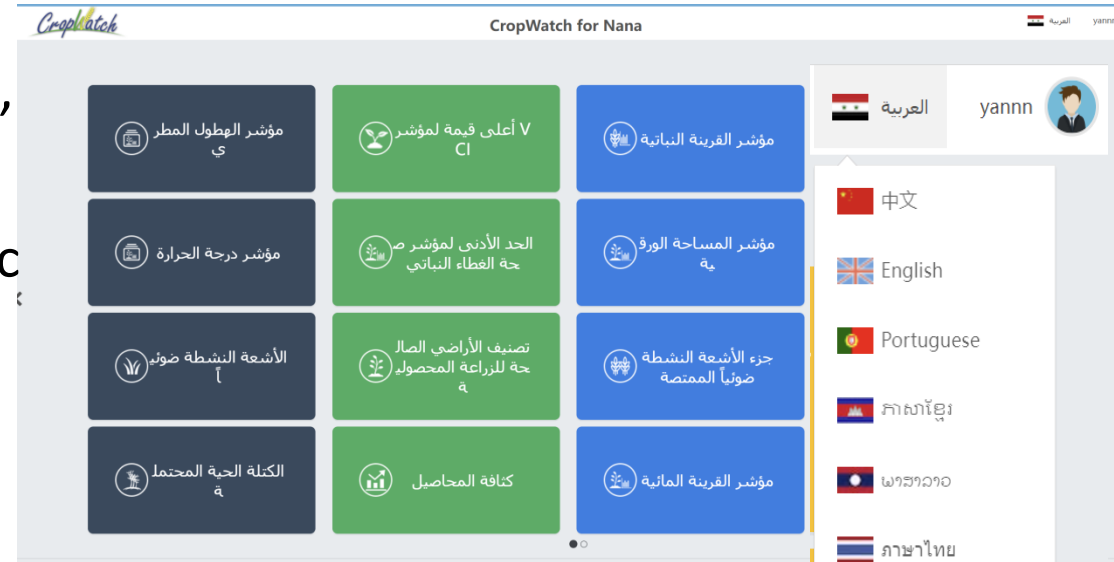 CropWatch
CropWatch for Nana
العربية
yannn
,
c
مؤشر الهطول المطر
ي
V أعلى قيمة لمؤشر
CI
مؤشر القرينة النباتية
مؤشر درجة الحرارة
الحد الأدنى لمؤشر ص
حة الغطاء النباتي
مؤشر المساحة الورق
ية
الأشعة النشطة ضوئي
اً
تصنيف الأراضي الصال
حة للزراعة المحصولي
ة
جزء الأشعة النشطة
ضوئياً الممتصة
الكتلة الحية المحتمل
ة
كثافة المحاصيل
مؤشر القرينة المائية
العربية
yannn
中文
English
Portuguese
ភាសាខ្មែរ
ພາສາລາວ
ภาษาไทย